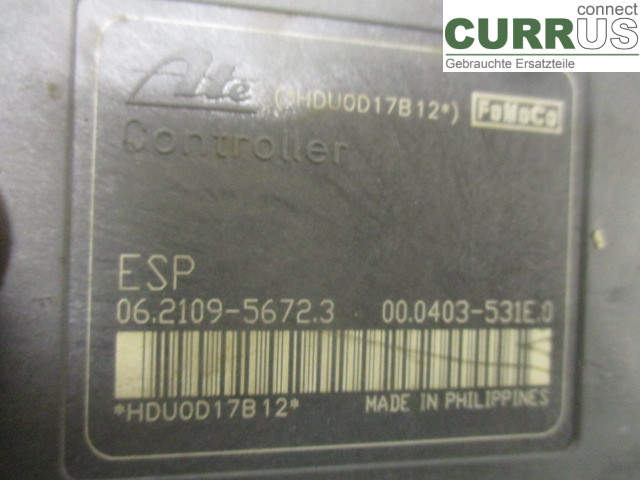 connect
CURRUS
Gebrauchte Ersatzteile
Ate (*HDU0D17B12*) FoMoCo
Controller
ESP
06.2109-5672.3 00.0403-531E.0
*HDU0D17B12* MADE IN PHILIPPINES